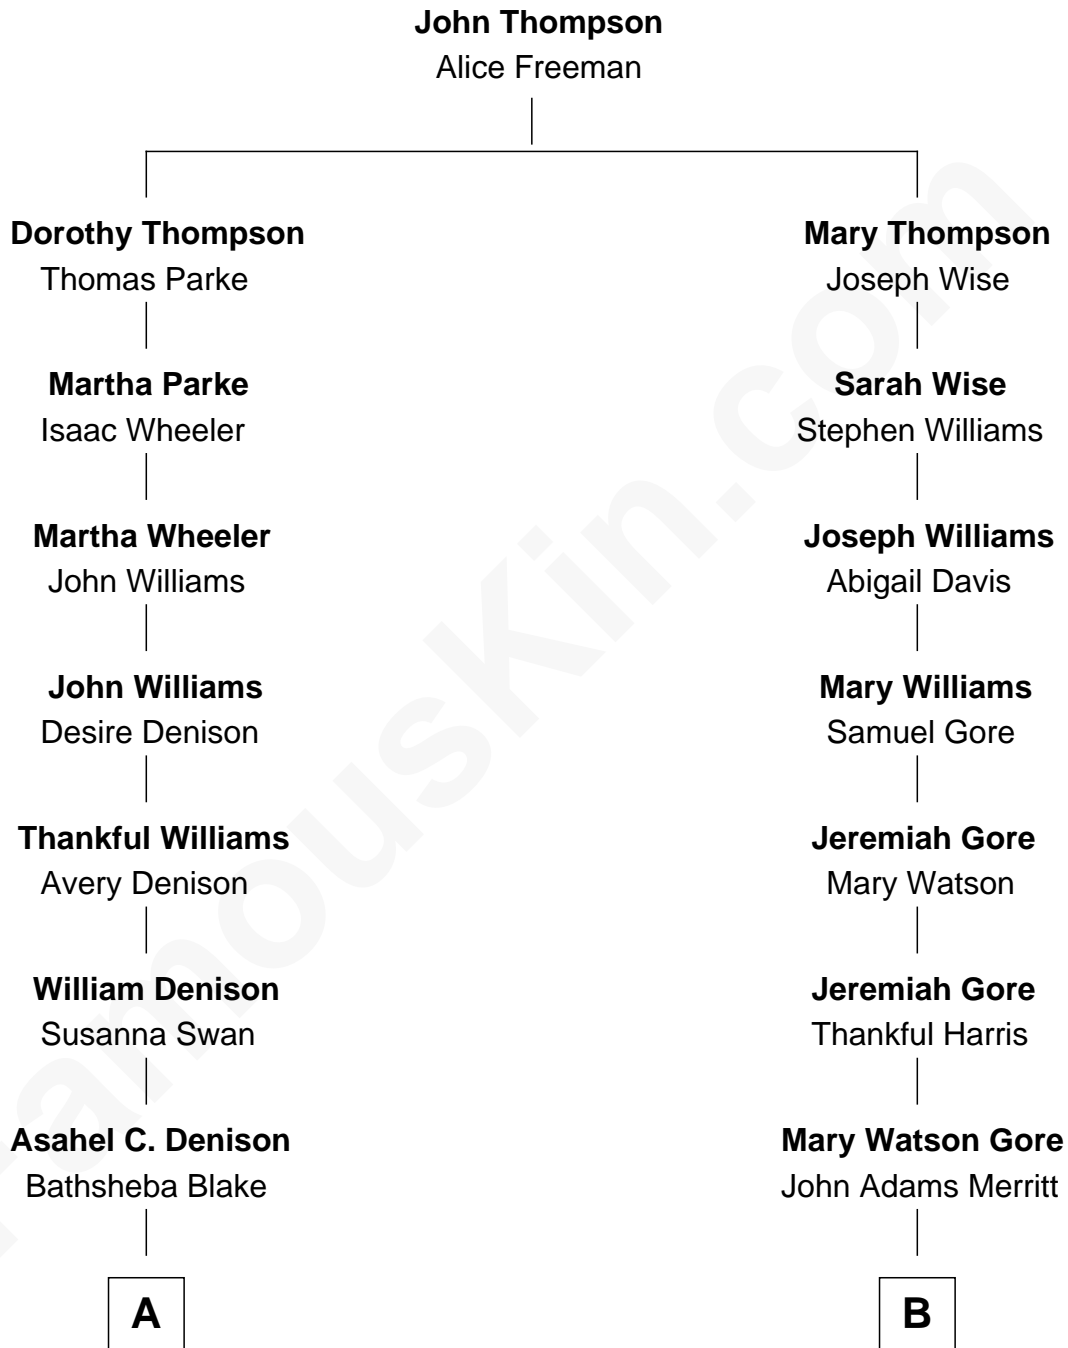 John Thompson
Alice Freeman
Dorothy Thompson
Thomas Parke
Mary Thompson
Joseph Wise
Martha Parke
Isaac Wheeler
Sarah Wise
Stephen Williams
Martha Wheeler
John Williams
Joseph Williams
Abigail Davis
John Williams
Desire Denison
Mary Williams
Samuel Gore
Thankful Williams
Avery Denison
Jeremiah Gore
Mary Watson
William Denison
Susanna Swan
Jeremiah Gore
Thankful Harris
Asahel C. Denison
Bathsheba Blake
Mary Watson Gore
John Adams Merritt
A
B
FamousKin.com